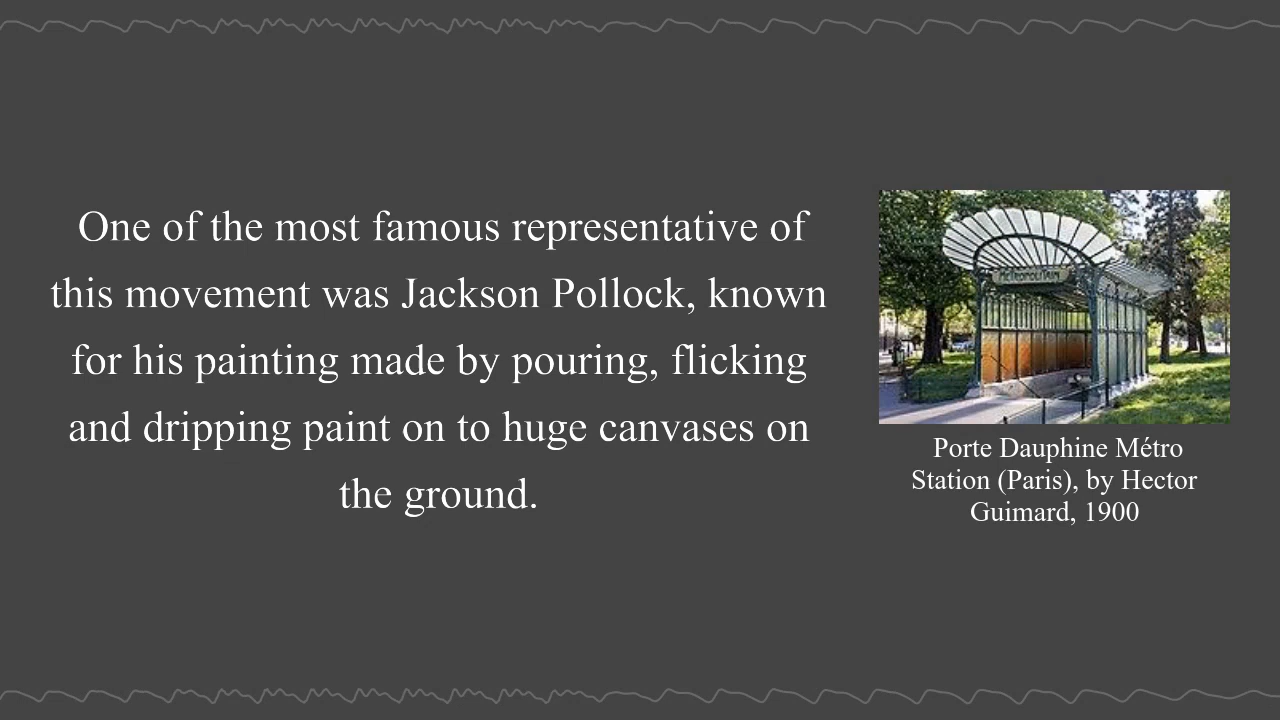 One of the most famous representative of
this movement was Jackson Pollock, known
for his painting made by pouring, flicking
and dripping paint on to huge canvases on
the ground.
METROPOLITAIN
Porte Dauphine Métro
Station (Paris), by Hector
Guimard, 1900